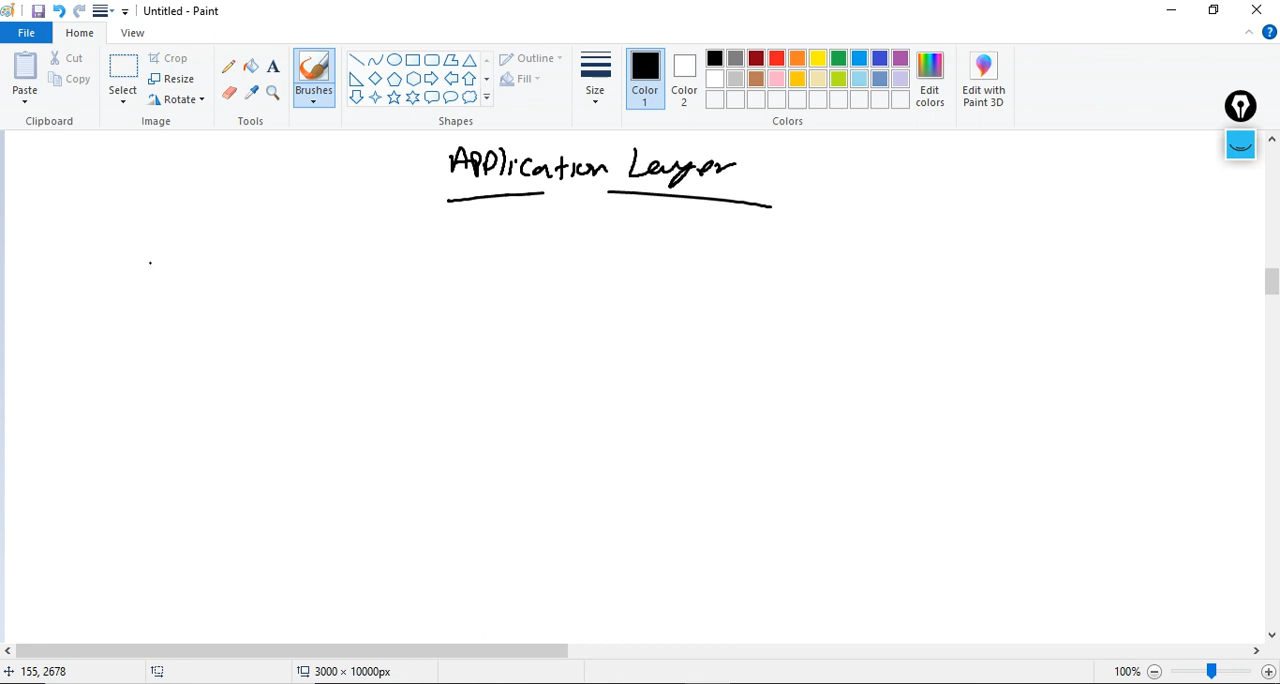 Untitled - Paint
File Home View
Paste Cut Copy Clipboard
Select Crop Resize Rotate Image
A Tools
Brushes
Outline Fill Shapes
Size
Color 1 Color 2 Edit colors Colors
Edit with Paint 3D
Application Layer
155, 2678 3000 × 10000px 100%